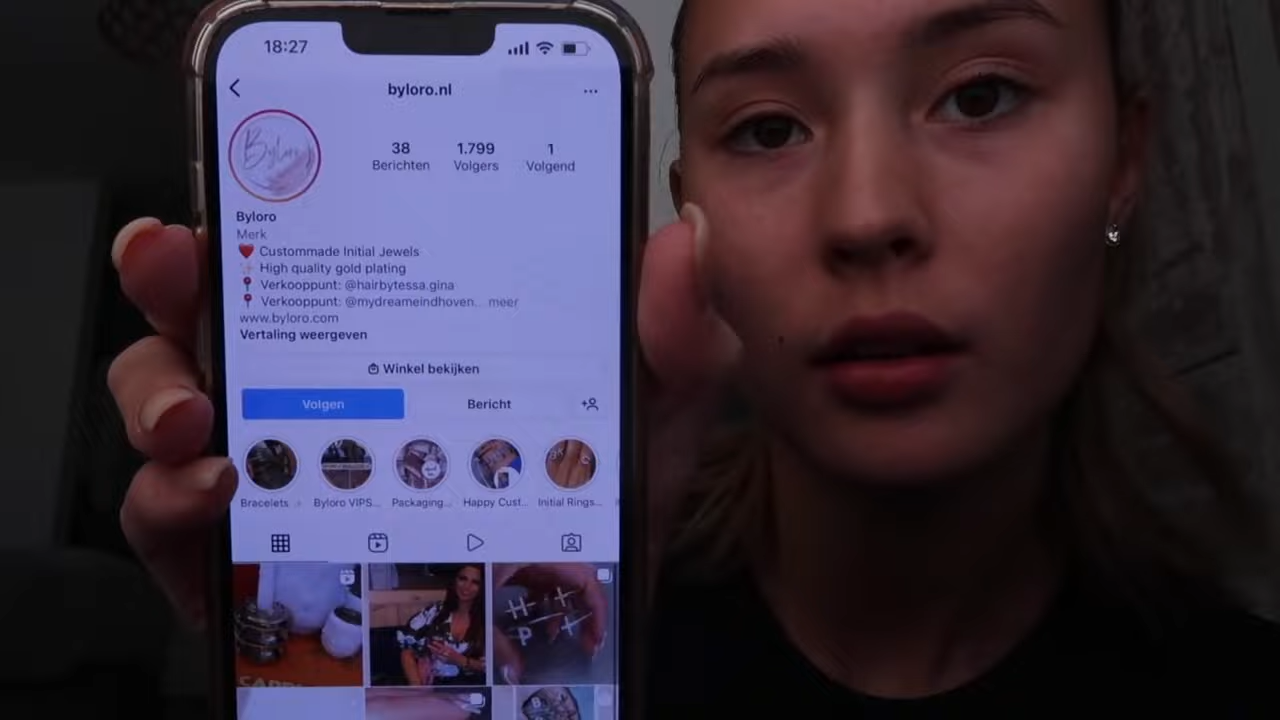 18:27
byloro.nl
Byloro
38 1.799 1
Berichten Volgers Volgend
Byloro
Merk
❤️ Custommade Initial Jewels
✨ High quality gold plating
📍 Verkooppunt: @hairbytessa.gina
📍 Verkooppunt: @mydreameindhoven... meer
www.byloro.com
Vertaling weergeven
Winkel bekijken
Volgen Bericht
Bracelets ✨ Byloro VIPS... Packaging... Happy Cust... Initial Rings...
H + +
P +
B